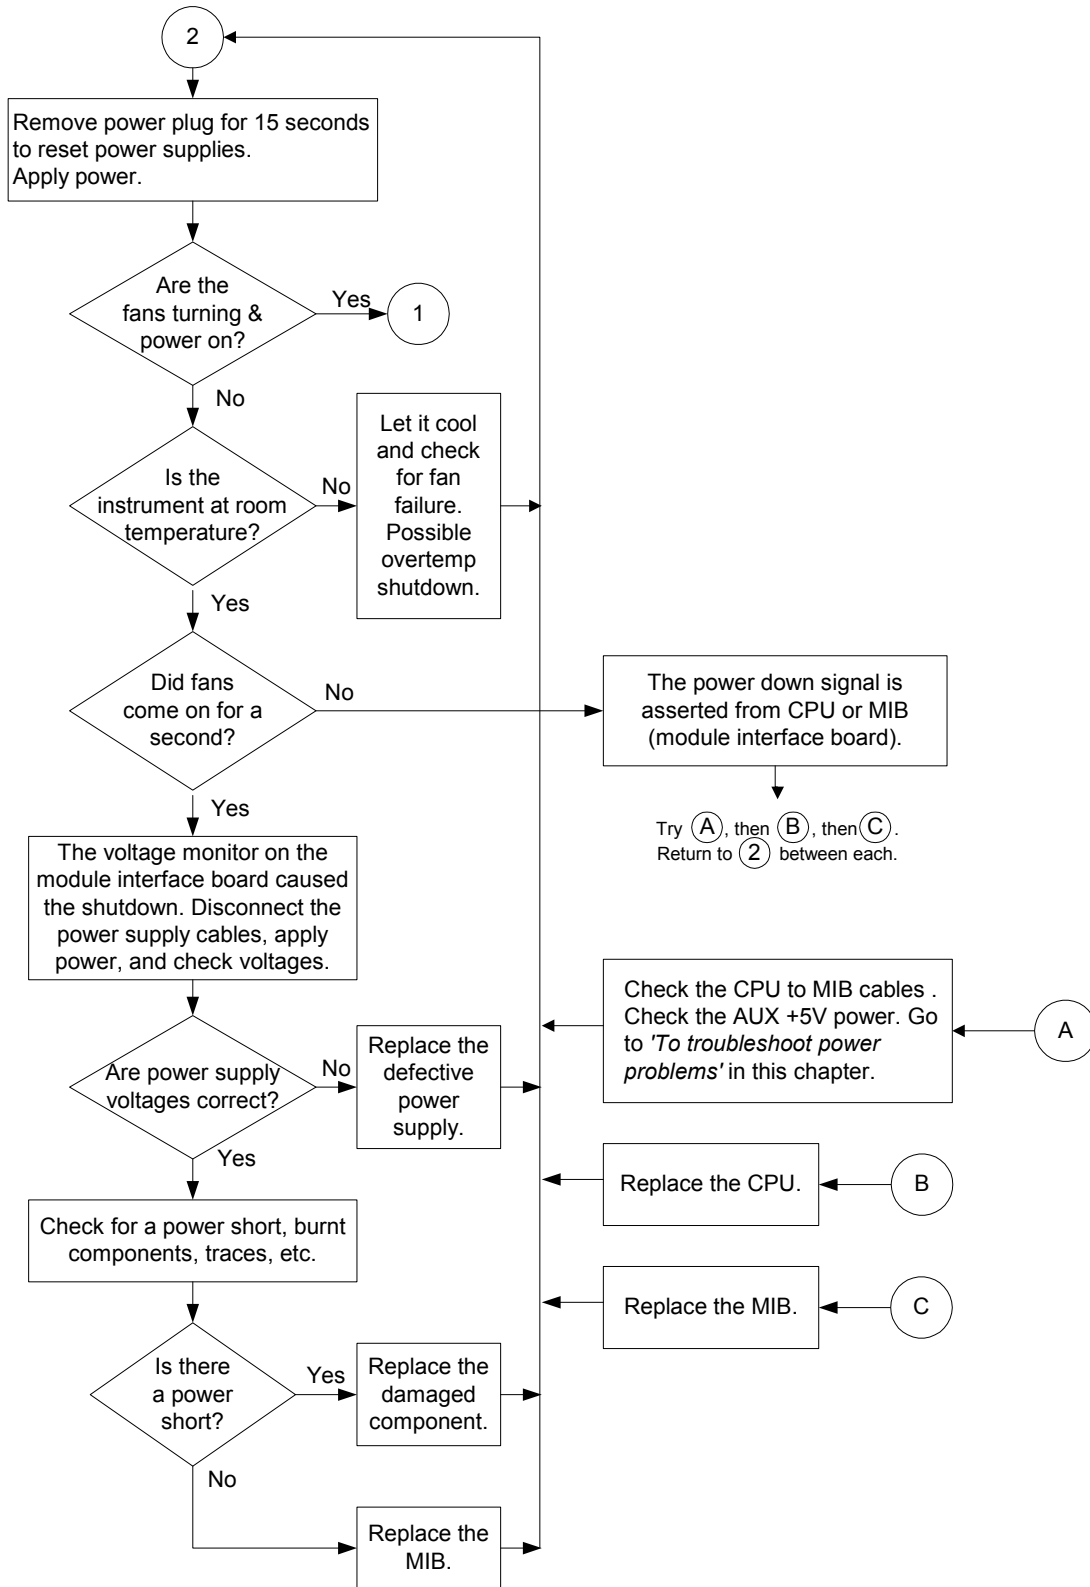 2
Remove power plug for 15 seconds
to reset power supplies.
Apply power.
Are the
fans turning &
power on?
Yes
1
No
Is the
instrument at room
temperature?
No
Let it cool
and check
for fan
failure.
Possible
overtemp
shutdown.
Yes
Did fans
come on for a
second?
No
The power down signal is
asserted from CPU or MIB
(module interface board).
Try A, then B, then C.
Return to 2 between each.
Yes
The voltage monitor on the
module interface board caused
the shutdown. Disconnect the
power supply cables, apply
power, and check voltages.
Check the CPU to MIB cables .
Check the AUX +5V power. Go
to 'To troubleshoot power
problems' in this chapter.
A
Are power supply
voltages correct?
No
Replace the
defective
power
supply.
Yes
Replace the CPU.
B
Check for a power short, burnt
components, traces, etc.
Replace the MIB.
C
Is there
a power
short?
Yes
Replace the
damaged
component.
No
Replace the
MIB.